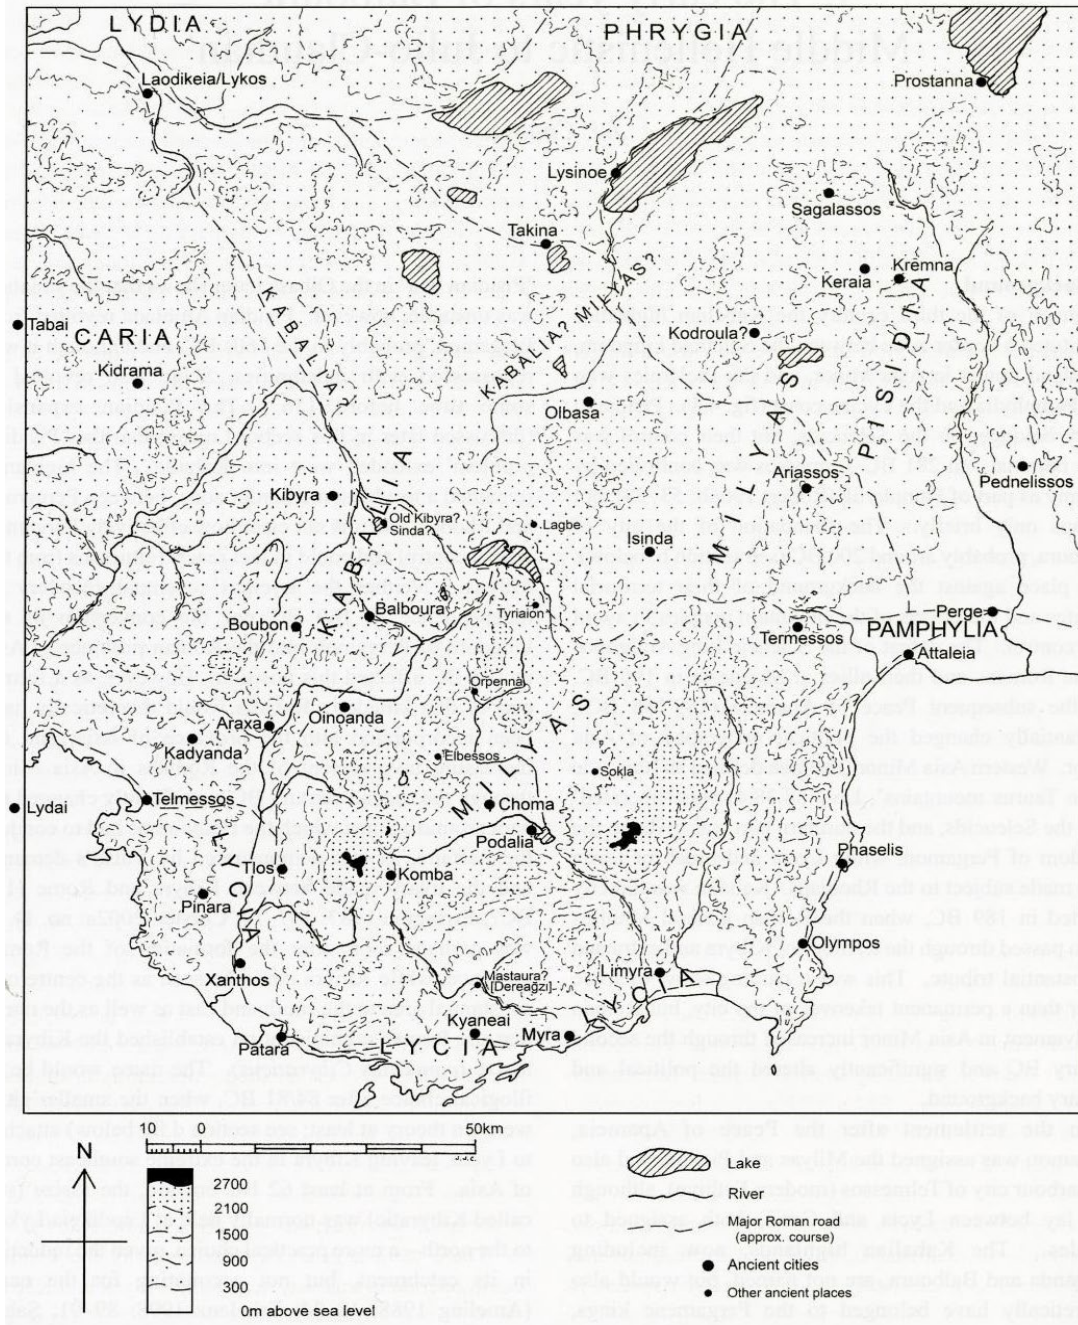 LYDIA
PHRYGIA
Laodikeia/Lykos
Prostanna
Lysinoe
Sagalassos
Takina
Keraia
Kremna
KABALIA
KABALIA? MILYAS?
Tabai
CARIA
Kodroula?
Kidrama
PISIDIA
MILYAS
Olbasa
Ariassos
Pednelissos
Kibyra
Old Kibyra?
Sinda?
Lagbe
KABALIA
Isinda
Tyriaion
Balboura
Boubon
Perge
Termessos
PAMPHYLIA
Attaleia
Orpenna
Oinoanda
Araxa
Kadyanda
Elbessos
MILYAS
Sokla
Telmessos
Lydai
Choma
Podalia
Phaselis
Tlos
Komba
LYCIA
Pinara
Olympos
Xanthos
Limyra
Mastaura?
[Dereağzi]
LYCIA
Kyaneai
Myra
Patara
LYCIA
10 0 50km
N
2700
2100
1500
900
300
0m above sea level
Lake
River
Major Roman road
(approx. course)
Ancient cities
Other ancient places